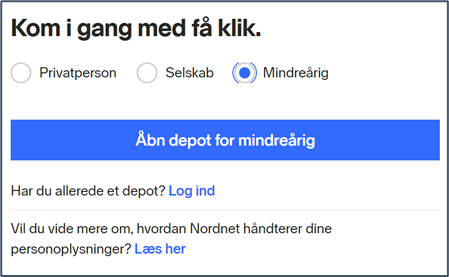 Kom i gang med få klik.
Privatperson Selskab Mindreårig
Åbn depot for mindreårig
Har du allerede et depot? Log ind
Vil du vide mere om, hvordan Nordnet håndterer dine
personoplysninger? Læs her